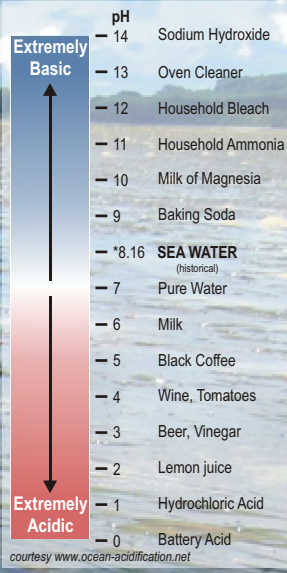 pH
Extremely Basic
14 Sodium Hydroxide
13 Oven Cleaner
12 Household Bleach
11 Household Ammonia
10 Milk of Magnesia
9 Baking Soda
*8.16 SEA WATER
(historical)
7 Pure Water
6 Milk
5 Black Coffee
4 Wine, Tomatoes
3 Beer, Vinegar
2 Lemon juice
Extremely Acidic
1 Hydrochloric Acid
0 Battery Acid
courtesy www.ocean-acidification.net